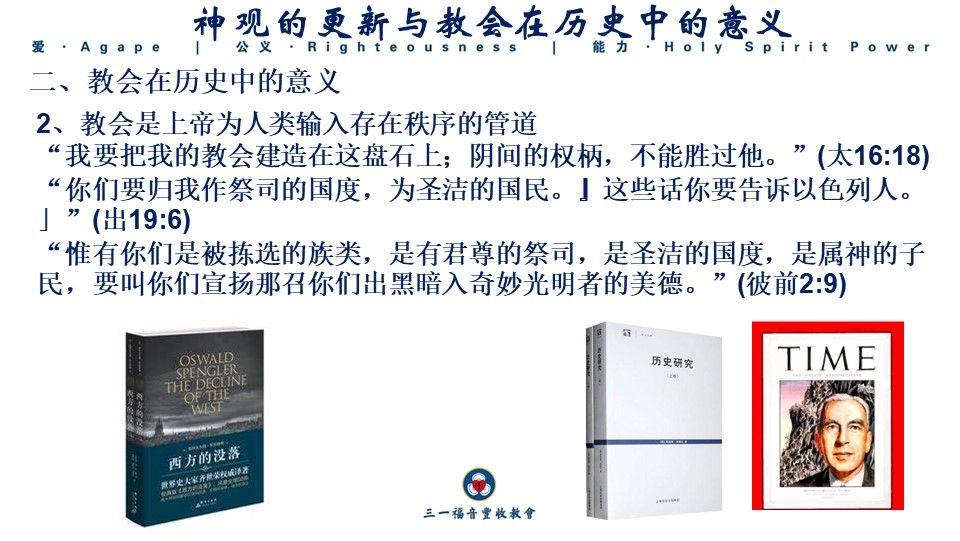 神观的更新与教会在历史中的意义
爱 · Agape | 公义 · Righteousness | 能力 · Holy Spirit Power
二、教会在历史中的意义
2、教会是上帝为人类输入存在秩序的管道
“我要把我的教会建造在这盘石上；阴间的权柄，不能胜过他。”(太16:18)
“你们要归我作祭司的国度，为圣洁的国民。』这些话你要告诉以色列人。
」”(出19:6)
“惟有你们是被拣选的族类，是有君尊的祭司，是圣洁的国度，是属神的子
民，要叫你们宣扬那召你们出黑暗入奇妙光明者的美德。”(彼前2:9)
OSWALD
SPENGLER
THE DECLINE
OF THE
WEST
西方的没落
西方的没落
西方的没落
世界史大家齐世荣权威译著
历史研究
（上卷）
历史研究
TIME
三一福音豐收教會